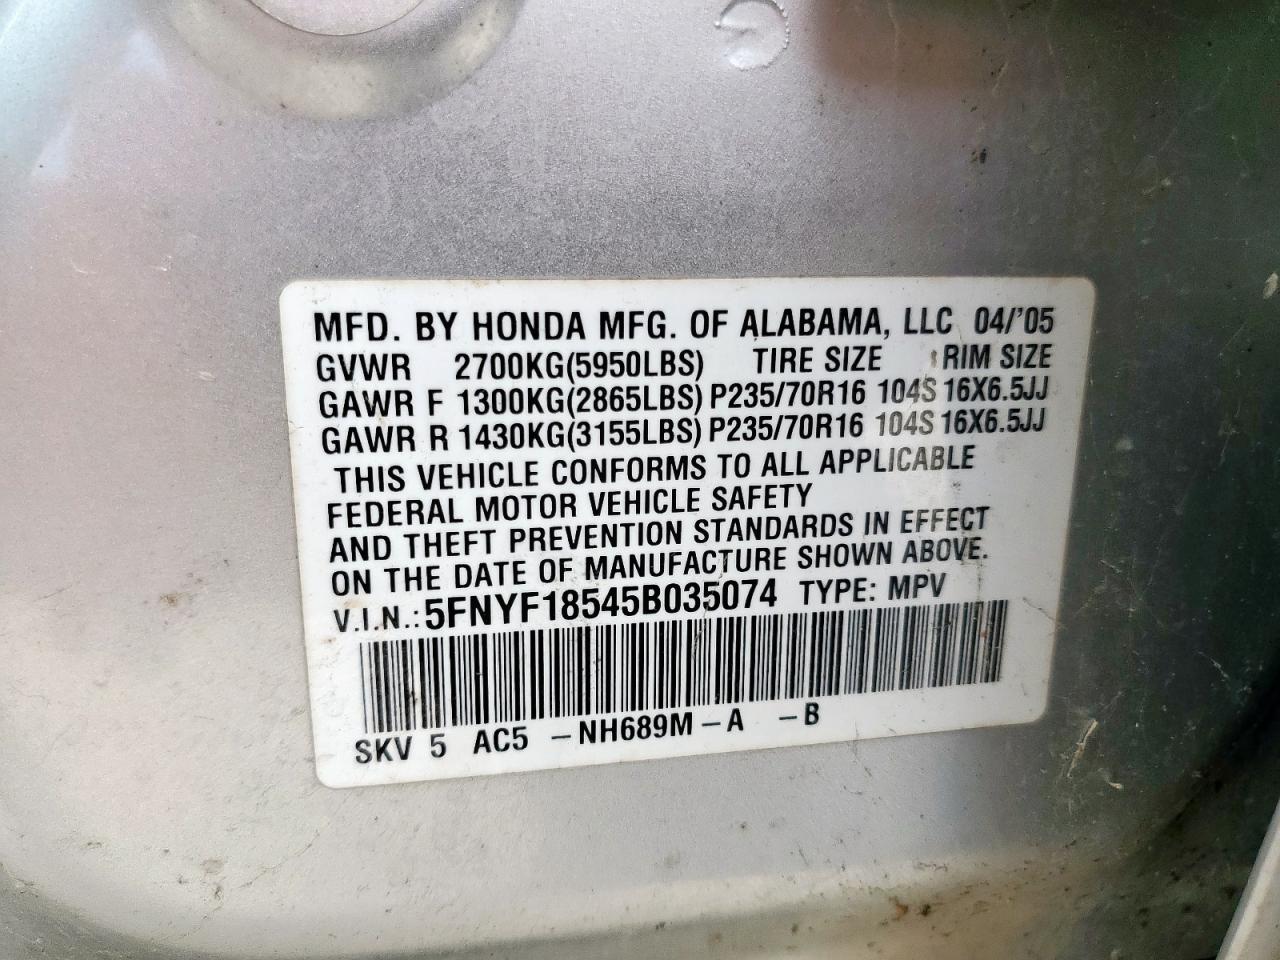 MFD. BY HONDA MFG. OF ALABAMA, LLC 04/'05
GVWR 2700KG(5950LBS) TIRE SIZE RIM SIZE
GAWR F 1300KG(2865LBS) P235/70R16 104S 16X6.5JJ
GAWR R 1430KG(3155LBS) P235/70R16 104S 16X6.5JJ
THIS VEHICLE CONFORMS TO ALL APPLICABLE
FEDERAL MOTOR VEHICLE SAFETY
AND THEFT PREVENTION STANDARDS IN EFFECT
ON THE DATE OF MANUFACTURE SHOWN ABOVE.
V.I.N.: 5FNYF18545B035074 TYPE: MPV
SKV 5 AC5 -NH689M-A -B